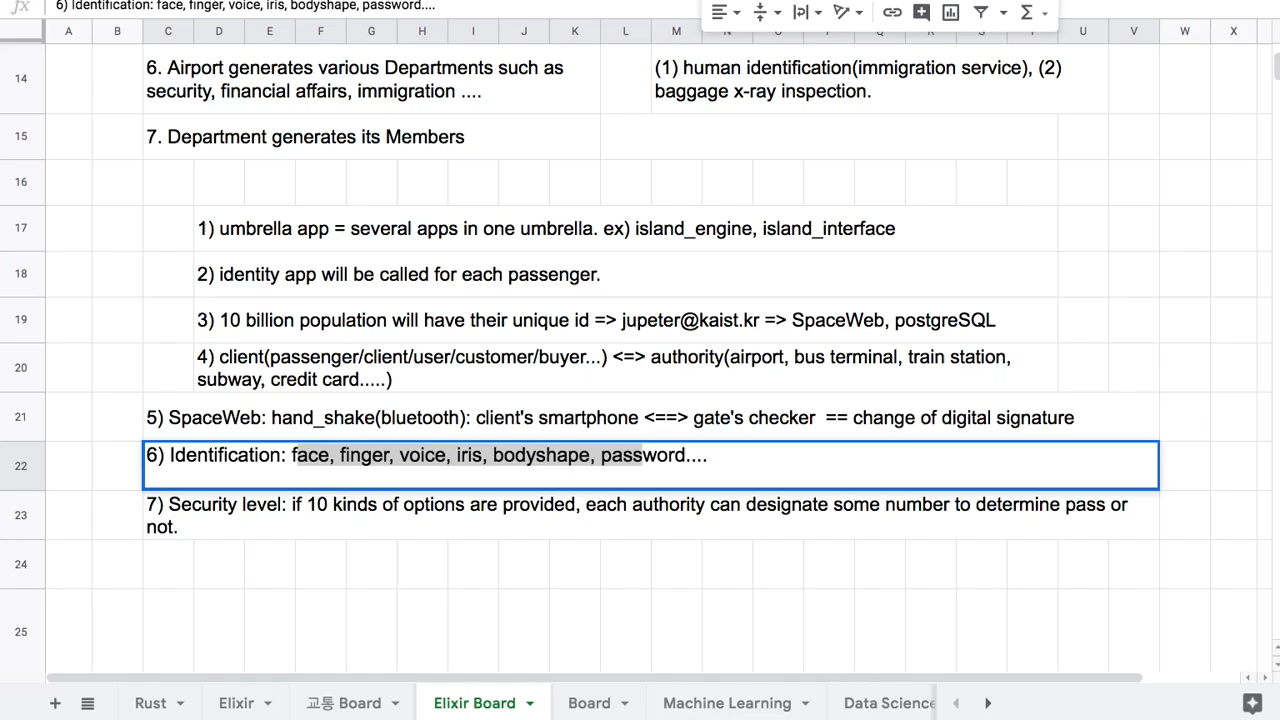 fx 6) Identification: face, finger, voice, iris, bodyshape, password....
A B C D E F G H I J K L M N U V W X
14 6. Airport generates various Departments such as (1) human identification(immigration service), (2)
security, financial affairs, immigration .... baggage x-ray inspection.
15 7. Department generates its Members
16
17 1) umbrella app = several apps in one umbrella. ex) island_engine, island_interface
18 2) identity app will be called for each passenger.
19 3) 10 billion population will have their unique id => jupeter@kaist.kr => SpaceWeb, postgreSQL
20 4) client(passenger/client/user/customer/buyer...) <=> authority(airport, bus terminal, train station,
subway, credit card.....)
21 5) SpaceWeb: hand_shake(bluetooth): client's smartphone <==> gate's checker == change of digital signature
22 6) Identification: face, finger, voice, iris, bodyshape, password....
23 7) Security level: if 10 kinds of options are provided, each authority can designate some number to determine pass or
not.
24
25
Rust Elixir 교통 Board Elixir Board Board Machine Learning Data Science